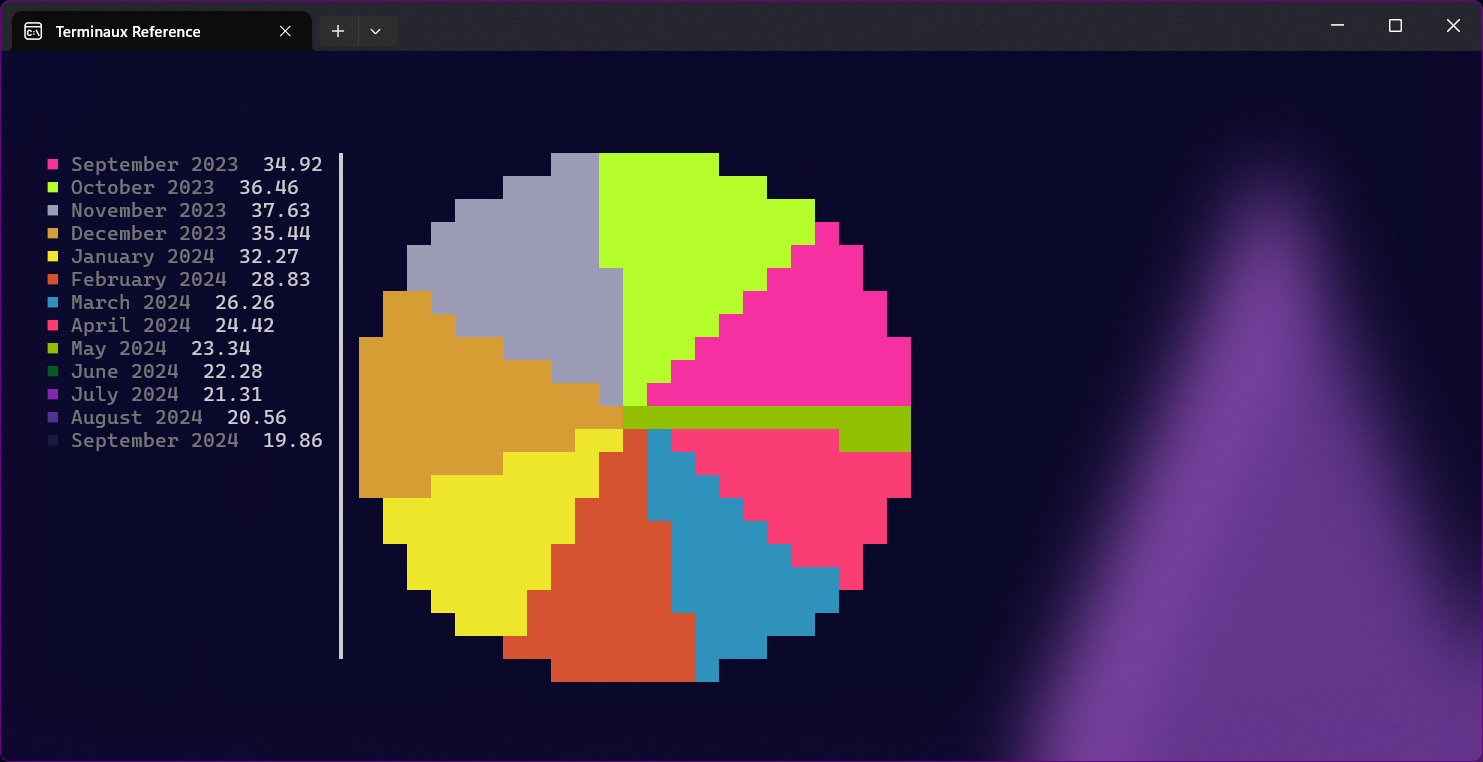 Terminaux Reference
September 2023  34.92
October 2023  36.46
November 2023  37.63
December 2023  35.44
January 2024  32.27
February 2024  28.83
March 2024  26.26
April 2024  24.42
May 2024  23.34
June 2024  22.28
July 2024  21.31
August 2024  20.56
September 2024  19.86